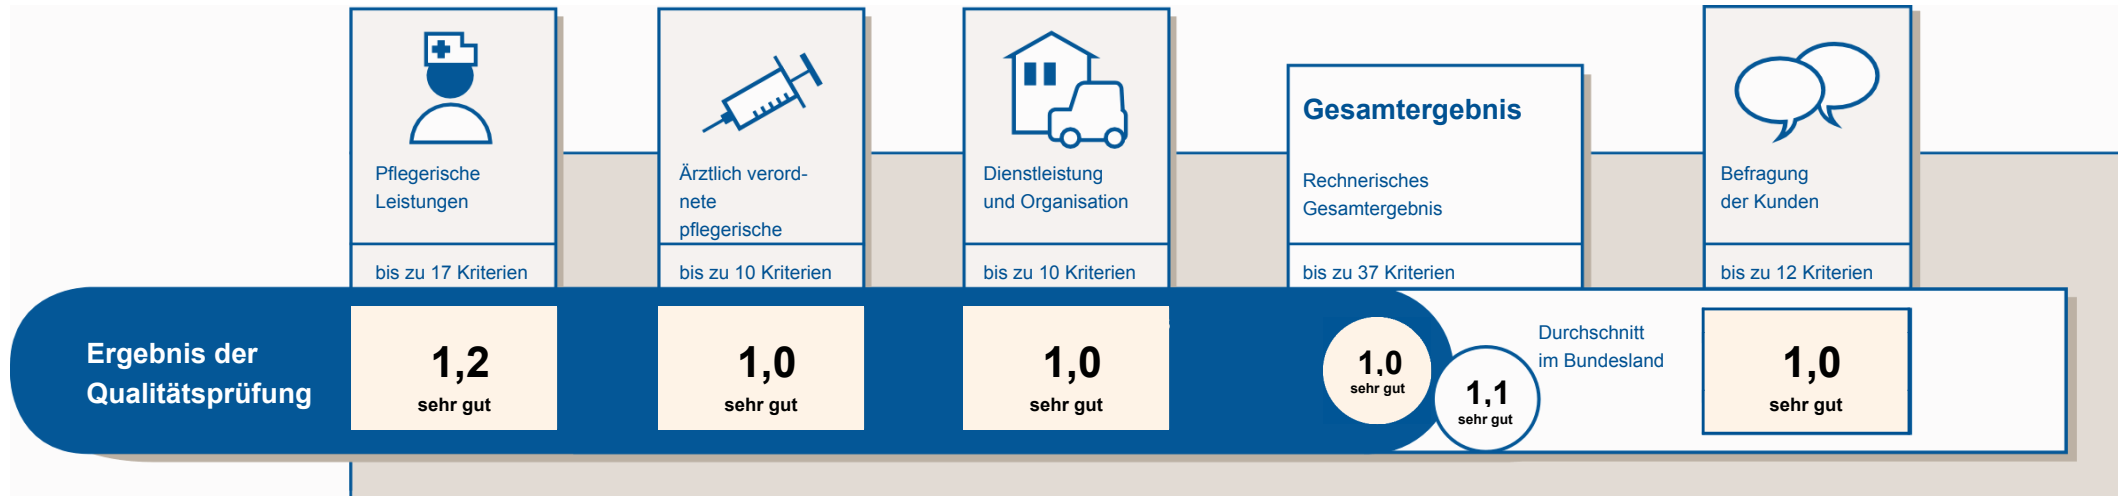 Pflegerische
Leistungen
bis zu 17 Kriterien
Ärztlich verord-
nete
pflegerische
bis zu 10 Kriterien
Dienstleistung
und Organisation
bis zu 10 Kriterien
Gesamtergebnis
Rechnerisches
Gesamtergebnis
bis zu 37 Kriterien
Befragung
der Kunden
bis zu 12 Kriterien
Ergebnis der
Qualitätsprüfung
1,2
sehr gut
1,0
sehr gut
1,0
sehr gut
1,0
sehr gut
1,1
sehr gut
Durchschnitt
im Bundesland
1,0
sehr gut